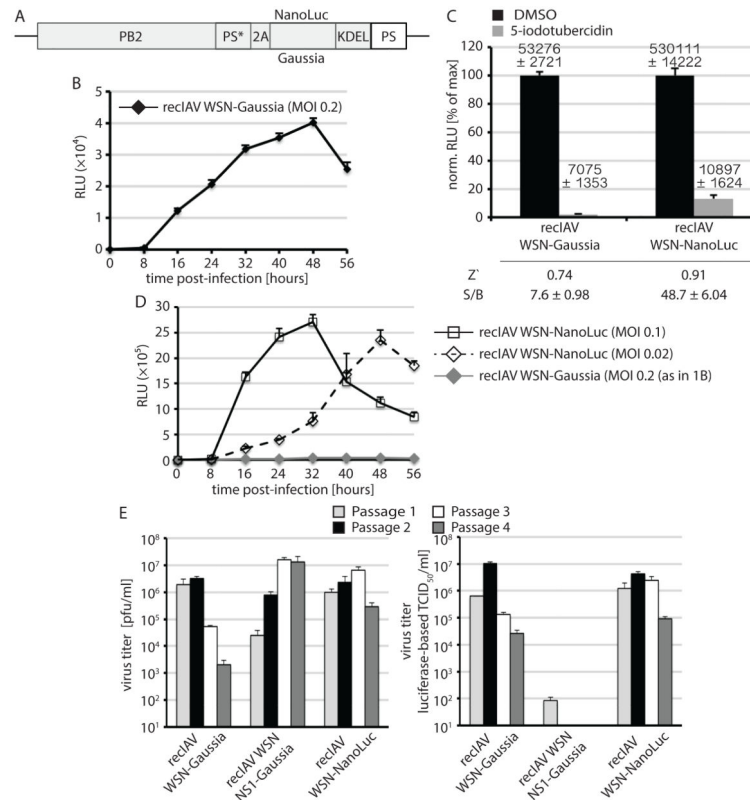 A
NanoLuc
PB2 PS* 2A KDEL PS
Gaussia
B
recIAV WSN-Gaussia (MOI 0.2)
RLU (×10⁴)
5
4
3
2
1
0
0 8 16 24 32 40 48 56
time post-infection [hours]
C
DMSO
5-iodotubercidin
norm. RLU [% of max]
120
100
80
60
40
20
0
53276
± 2721
530111
± 14222
7075
± 1353
10897
± 1624
recIAV
WSN-Gaussia
recIAV
WSN-NanoLuc
Z` 0.74 0.91
S/B 7.6 ± 0.98 48.7 ± 6.04
D
RLU (×10⁵)
30
25
20
15
10
5
0
0 8 16 24 32 40 48 56
time post-infection [hours]
recIAV WSN-NanoLuc (MOI 0.1)
recIAV WSN-NanoLuc (MOI 0.02)
recIAV WSN-Gaussia (MOI 0.2 (as in 1B)
E
Passage 1 Passage 3
Passage 2 Passage 4
virus titer [pfu/ml]
10⁸
10⁷
10⁶
10⁵
10⁴
10³
10²
10¹
recIAV
WSN-Gaussia
recIAV WSN
NS1-Gaussia
recIAV
WSN-NanoLuc
virus titer
luciferase-based TCID₅₀/ml]
10⁸
10⁷
10⁶
10⁵
10⁴
10³
10²
10¹
recIAV
WSN-Gaussia
recIAV WSN
NS1-Gaussia
recIAV
WSN-NanoLuc